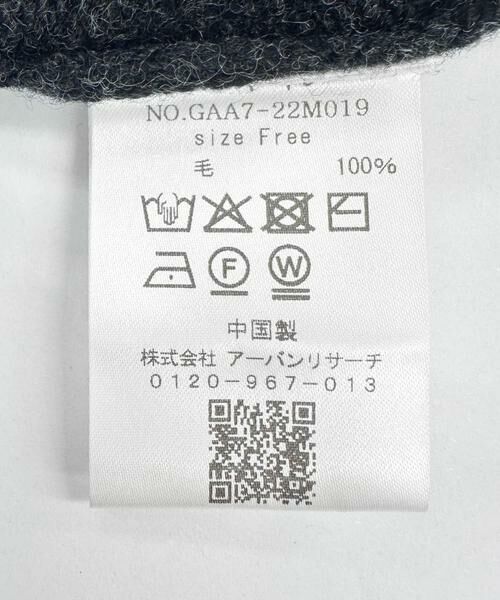 NO.GAA7-22M019
size Free
毛 100%
F W
中国製
株式会社 アーバンリサーチ
0120-967-013